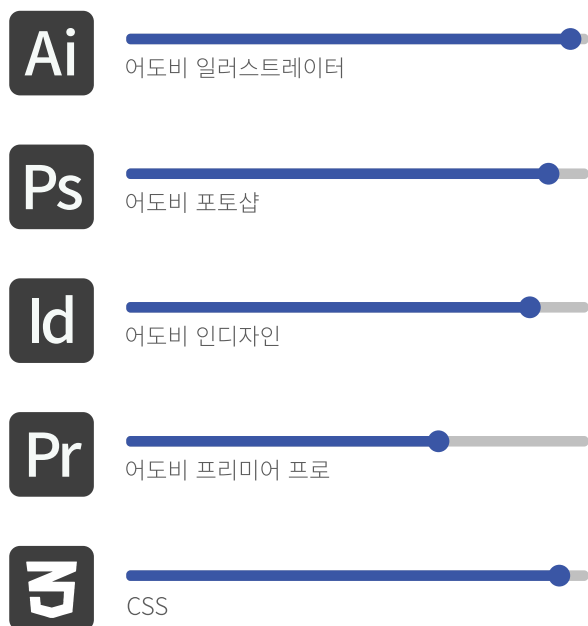 Ai
어도비 일러스트레이터
Ps
어도비 포토샵
Id
어도비 인디자인
Pr
어도비 프리미어 프로
3
CSS